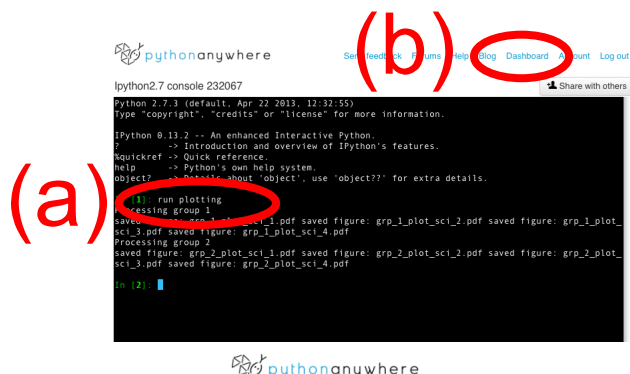 (b)
pythonanywhere
Send feedback Forums Help Blog Dashboard Account Log out
Ipython2.7 console 232067
Share with others
Python 2.7.3 (default, Apr 22 2013, 12:32:55)
Type "copyright", "credits" or "license" for more information.
IPython 0.13.2 -- An enhanced Interactive Python.
? -> Introduction and overview of IPython's features.
%quickref -> Quick reference.
help -> Python's own help system.
object? -> Details about 'object', use 'object??' for extra details.
(a)
[1]: run plotting
Processing group 1
saved figure: grp_1_plot_sci_1.pdf saved figure: grp_1_plot_sci_2.pdf saved figure: grp_1_plot_
sci_3.pdf saved figure: grp_1_plot_sci_4.pdf
Processing group 2
saved figure: grp_2_plot_sci_1.pdf saved figure: grp_2_plot_sci_2.pdf saved figure: grp_2_plot_
sci_3.pdf saved figure: grp_2_plot_sci_4.pdf
In [2]:
pythonanywhere